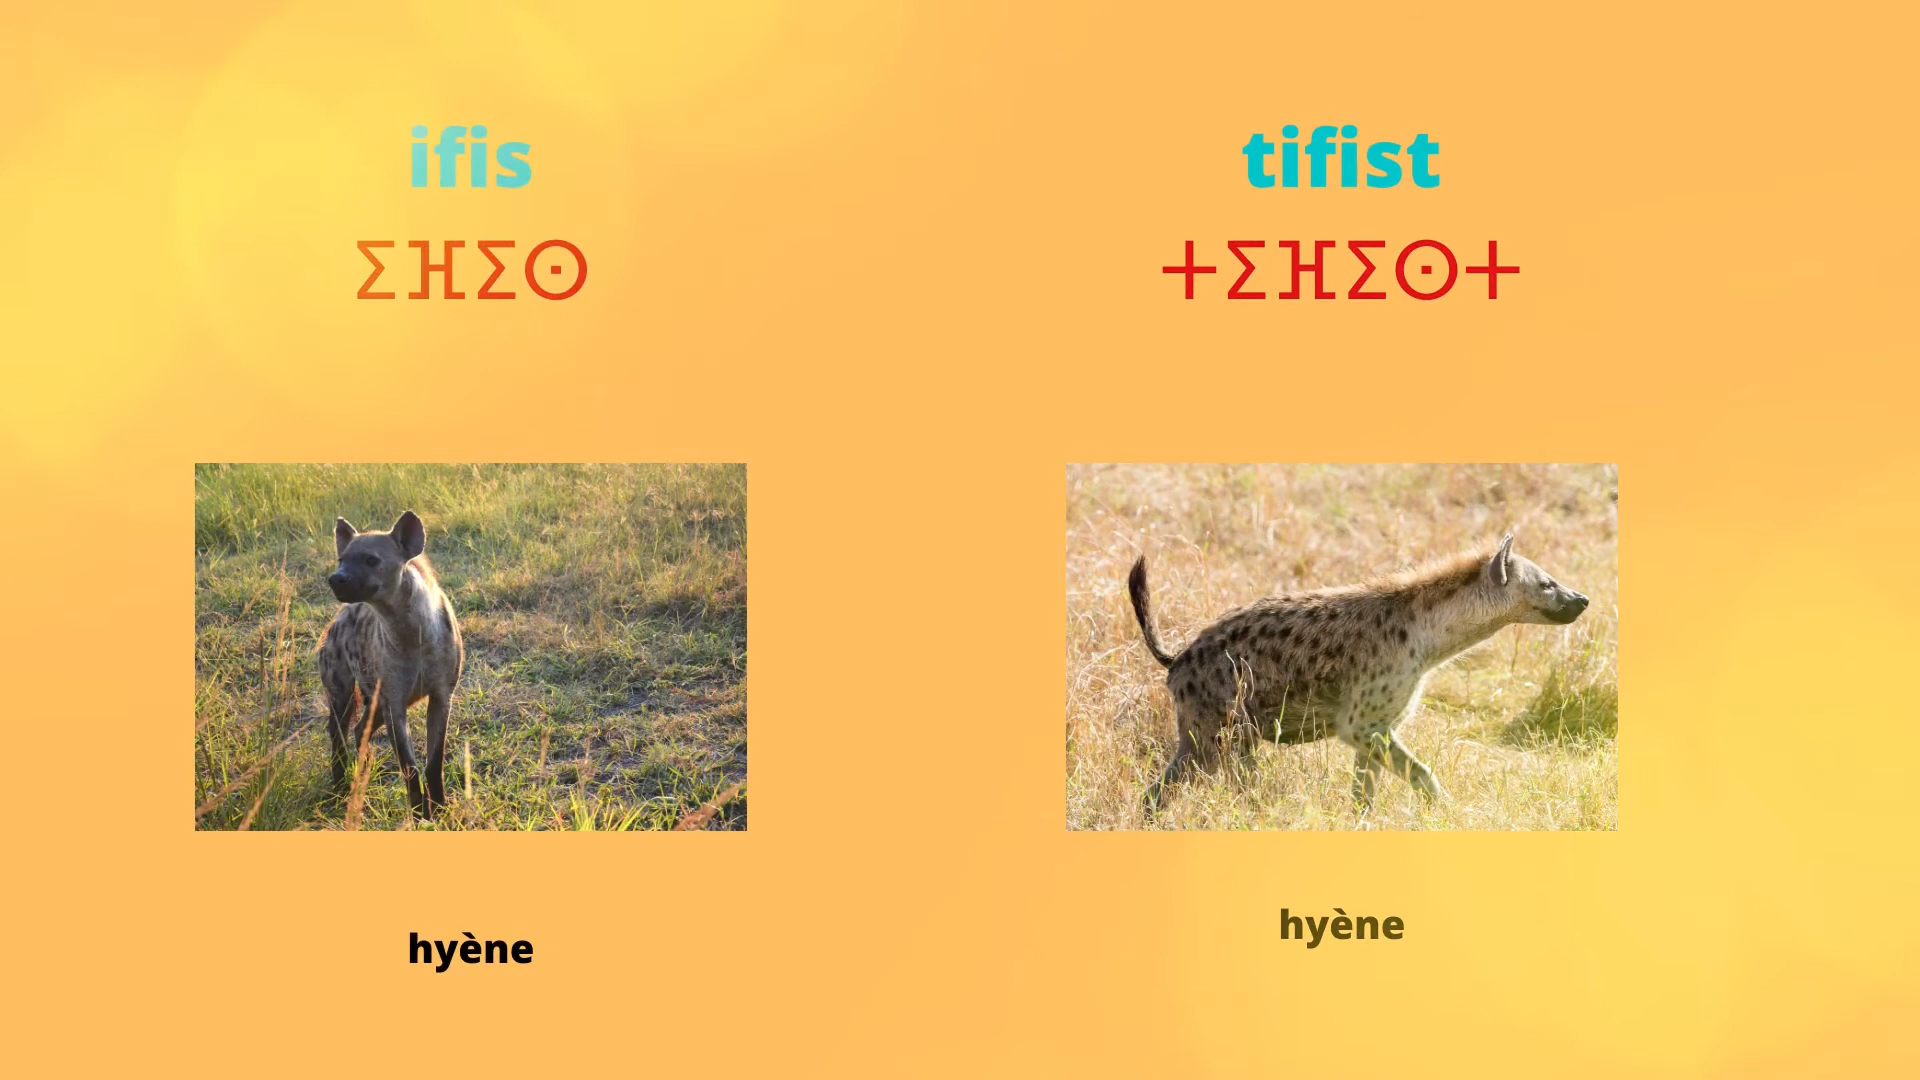 ifis
ⵉⴼⵉⵙ
hyène
tifist
ⵜⵉⴼⵉⵙⵜ
hyène